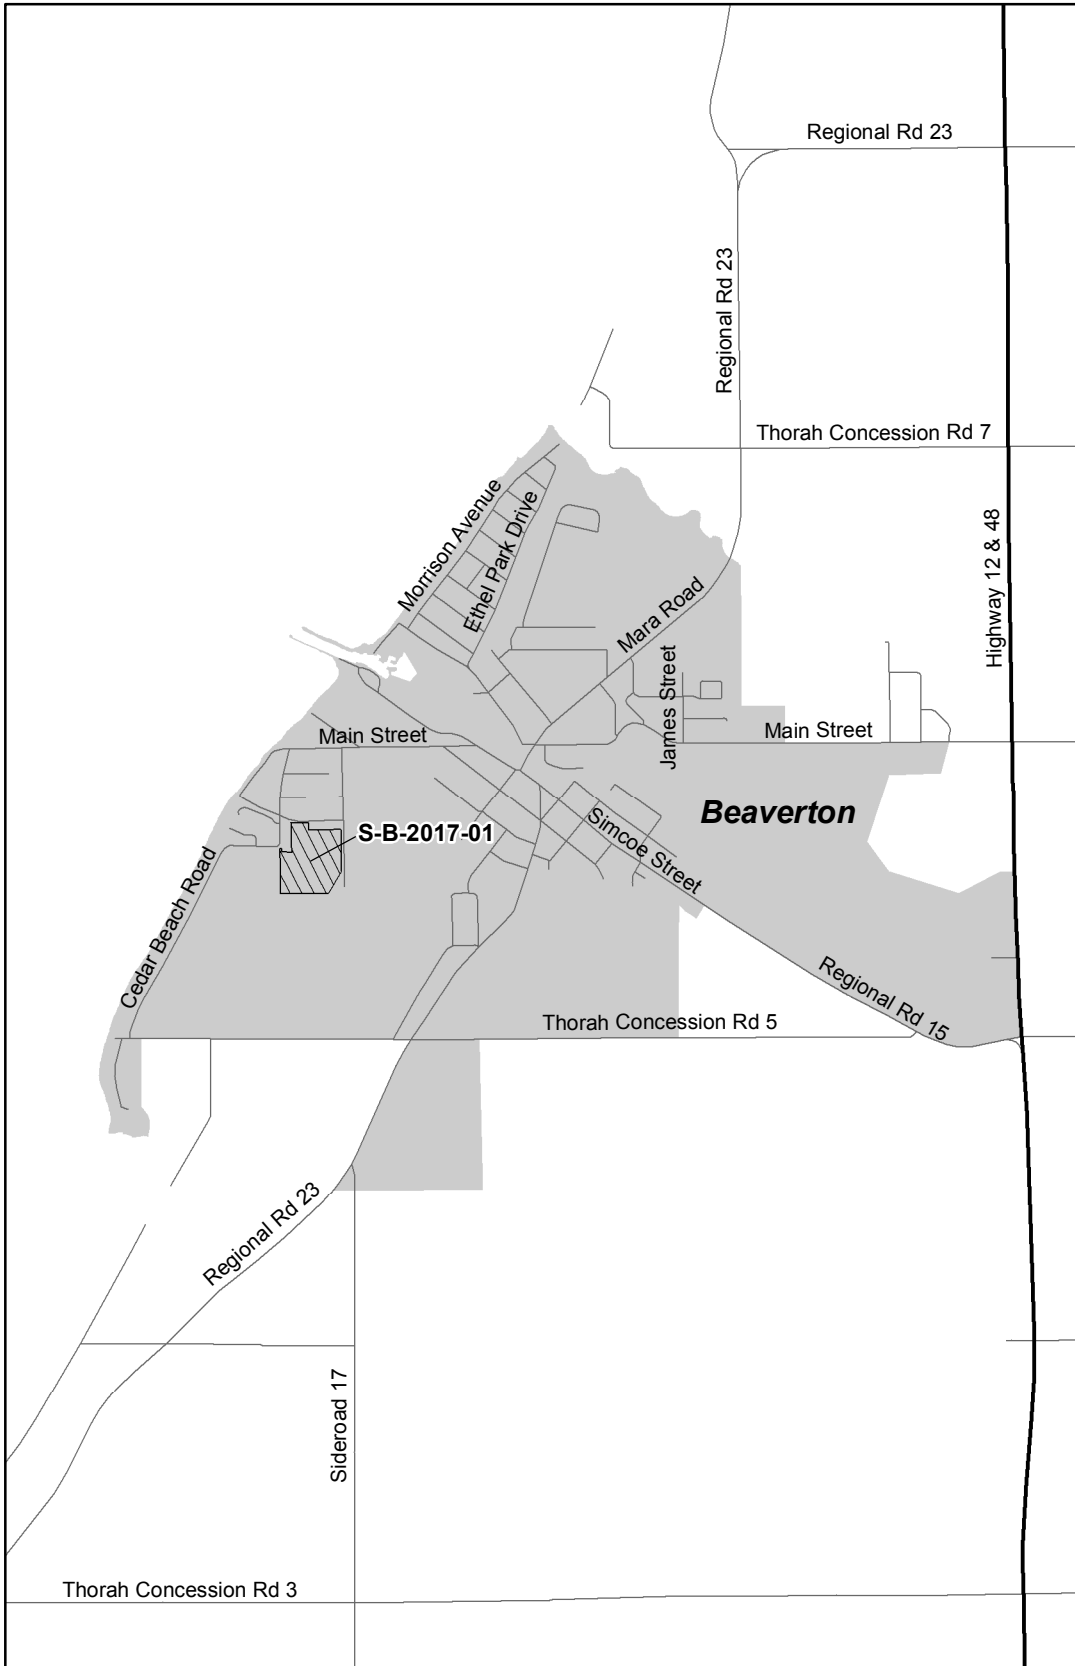 Regional Rd 23
Regional Rd 23
Thorah Concession Rd 7
Morrison Avenue
Ethel Park Drive
Highway 12 & 48
Mara Road
James Street
Main Street
Main Street
Beaverton
S-B-2017-01
Simcoe Street
Cedar Beach Road
Regional Rd 15
Thorah Concession Rd 5
Regional Rd 23
Sideroad 17
Thorah Concession Rd 3